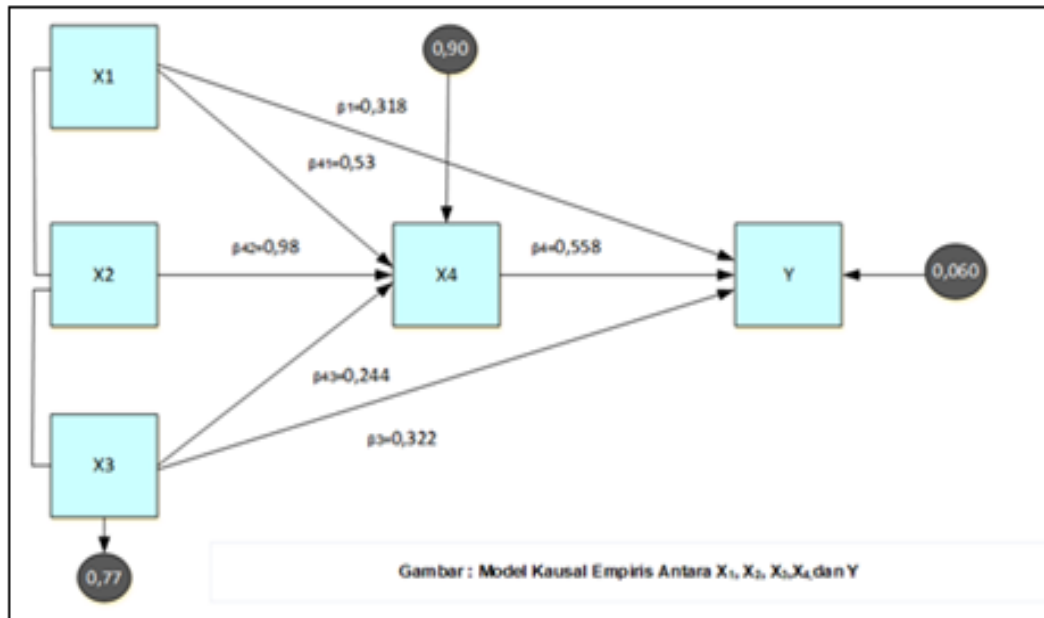 X1
0,90
β1=0,318
β41=0,53
X2
β42=0,98
X4
β4=0,558
Y
0,060
β43=0,244
β3=0,322
X3
0,77
Gambar : Model Kausal Empiris Antara X₁, X₂, X₃,X₄,dan Y